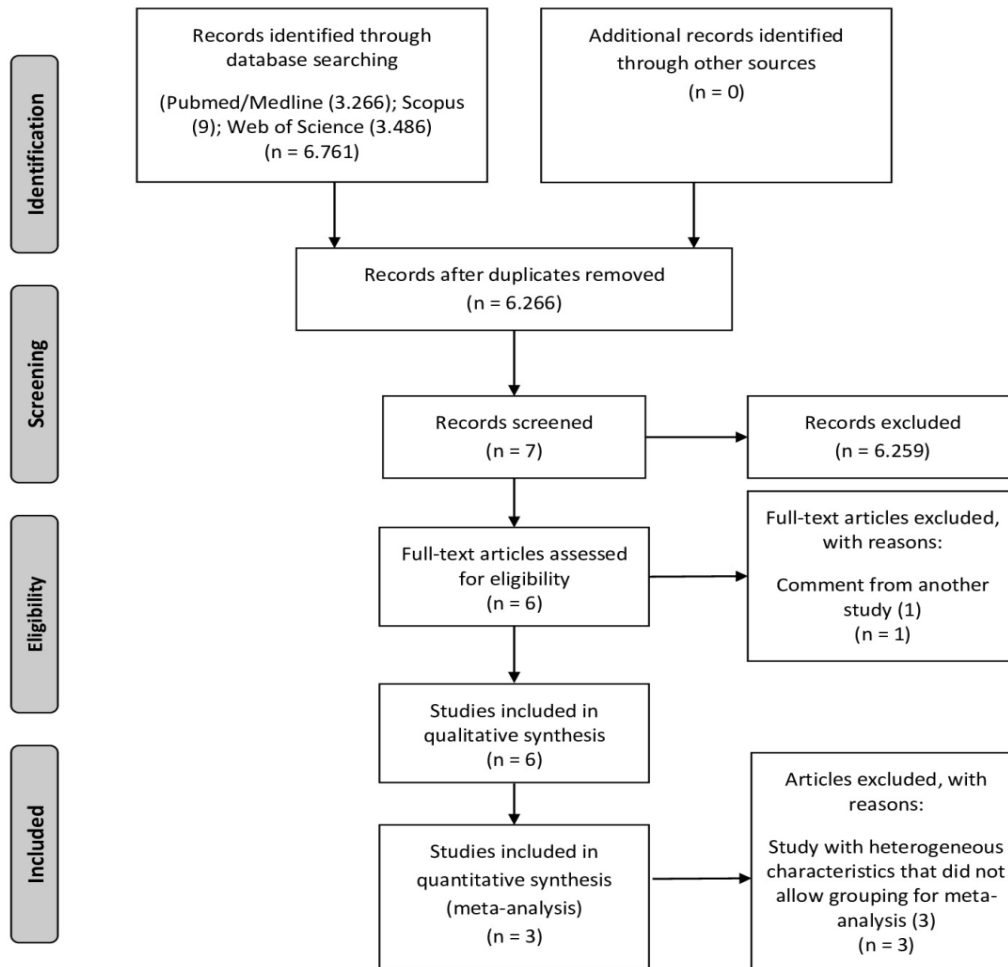 Identification
Records identified through
database searching
(Pubmed/Medline (3.266); Scopus
(9); Web of Science (3.486)
(n = 6.761)
Additional records identified
through other sources
(n = 0)
Records after duplicates removed
(n = 6.266)
Screening
Records screened
(n = 7)
Records excluded
(n = 6.259)
Eligibility
Full-text articles assessed
for eligibility
(n = 6)
Full-text articles excluded,
with reasons:
Comment from another
study (1)
(n = 1)
Studies included in
qualitative synthesis
(n = 6)
Included
Studies included in
quantitative synthesis
(meta-analysis)
(n = 3)
Articles excluded, with
reasons:
Study with heterogeneous
characteristics that did not
allow grouping for meta-
analysis (3)
(n = 3)